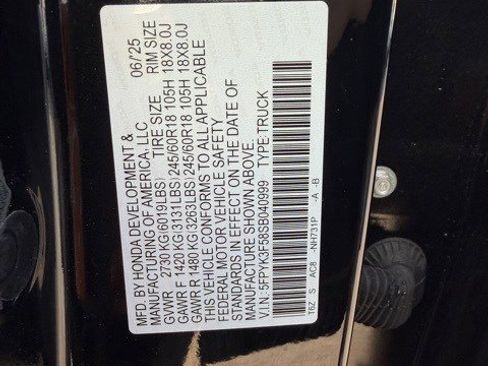 MFD. BY HONDA DEVELOPMENT &
MANUFACTURING OF AMERICA, LLC 06/25
TIRE SIZE RIM SIZE
GVWR 2730 KG(6019LBS)
GAWR F 1420 KG(3131LBS) 245/60R18 105H 18X8.0J
GAWR R 1480 KG(3263LBS) 245/60R18 105H 18X8.0J
THIS VEHICLE CONFORMS TO ALL APPLICABLE
FEDERAL MOTOR VEHICLE SAFETY
STANDARDS IN EFFECT ON THE DATE OF
MANUFACTURE SHOWN ABOVE.
V.I.N.: 5FPYK3F58SB040999 TYPE:TRUCK
T6Z S AC8 -NH731P -A -B